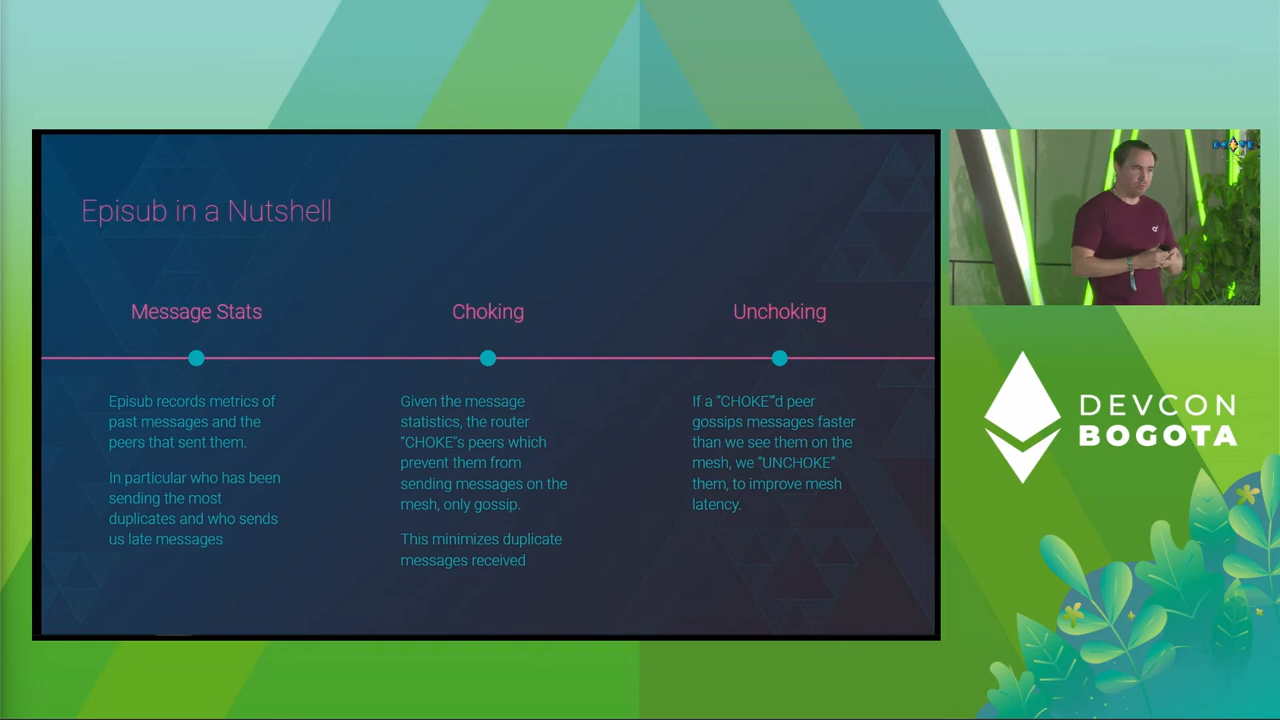 Episub in a Nutshell
Message Stats
Episub records metrics of
past messages and the
peers that sent them.
In particular who has been
sending the most
duplicates and who sends
us late messages
Choking
Given the message
statistics, the router
"CHOKE"s peers which
prevent them from
sending messages on the
mesh, only gossip.
This minimizes duplicate
messages received
Unchoking
If a "CHOKE"'d peer
gossips messages faster
than we see them on the
mesh, we "UNCHOKE"
them, to improve mesh
latency.
DEVCON
BOGOTA